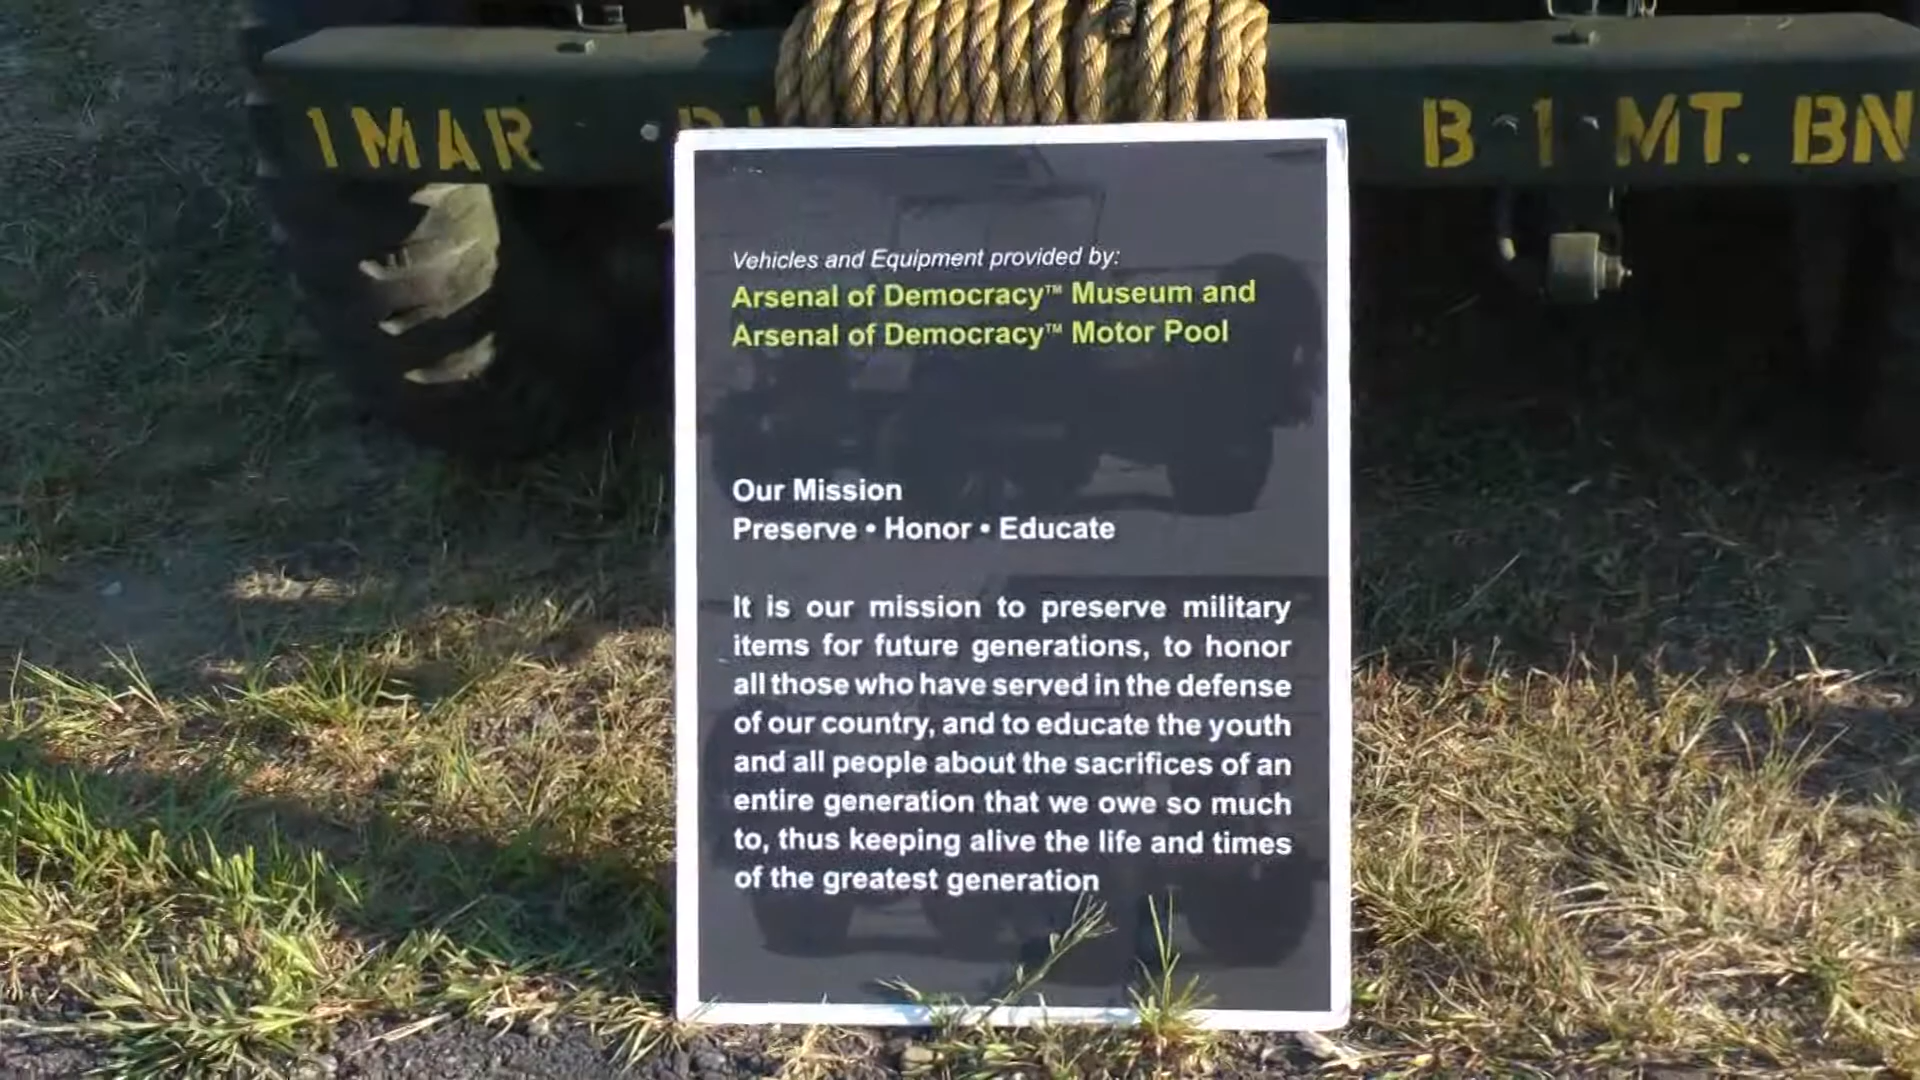 1 MAR
B 1 MT. BN
Vehicles and Equipment provided by:
Arsenal of Democracy™ Museum and
Arsenal of Democracy™ Motor Pool
Our Mission
Preserve • Honor • Educate
It is our mission to preserve military
items for future generations, to honor
all those who have served in the defense
of our country, and to educate the youth
and all people about the sacrifices of an
entire generation that we owe so much
to, thus keeping alive the life and times
of the greatest generation